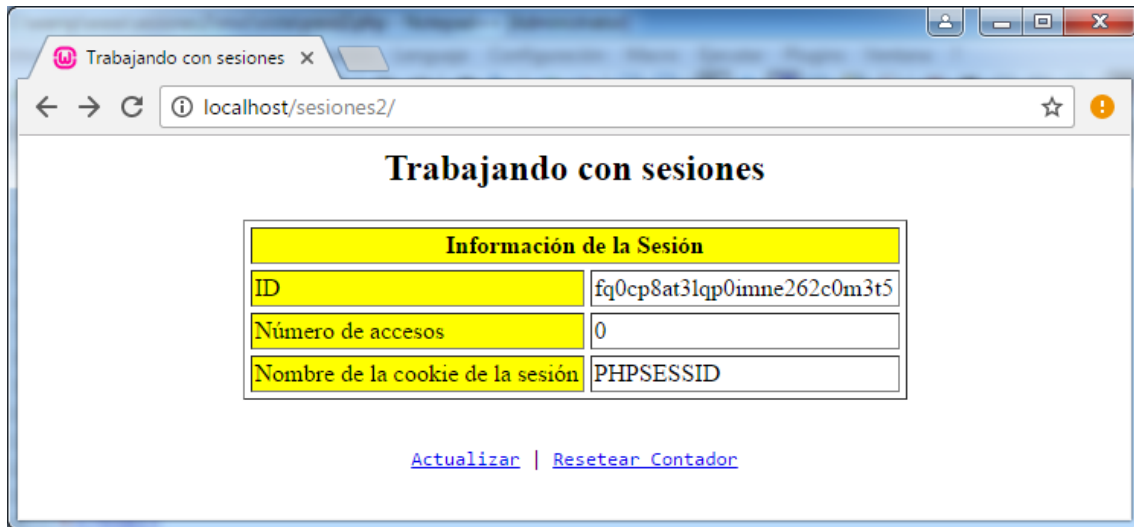 Trabajando con sesiones
localhost/sesiones2/
Trabajando con sesiones
Información de la Sesión
ID fq0cp8at3lqp0imne262c0m3t5
Número de accesos 0
Nombre de la cookie de la sesión PHPSESSID
Actualizar | Resetear Contador